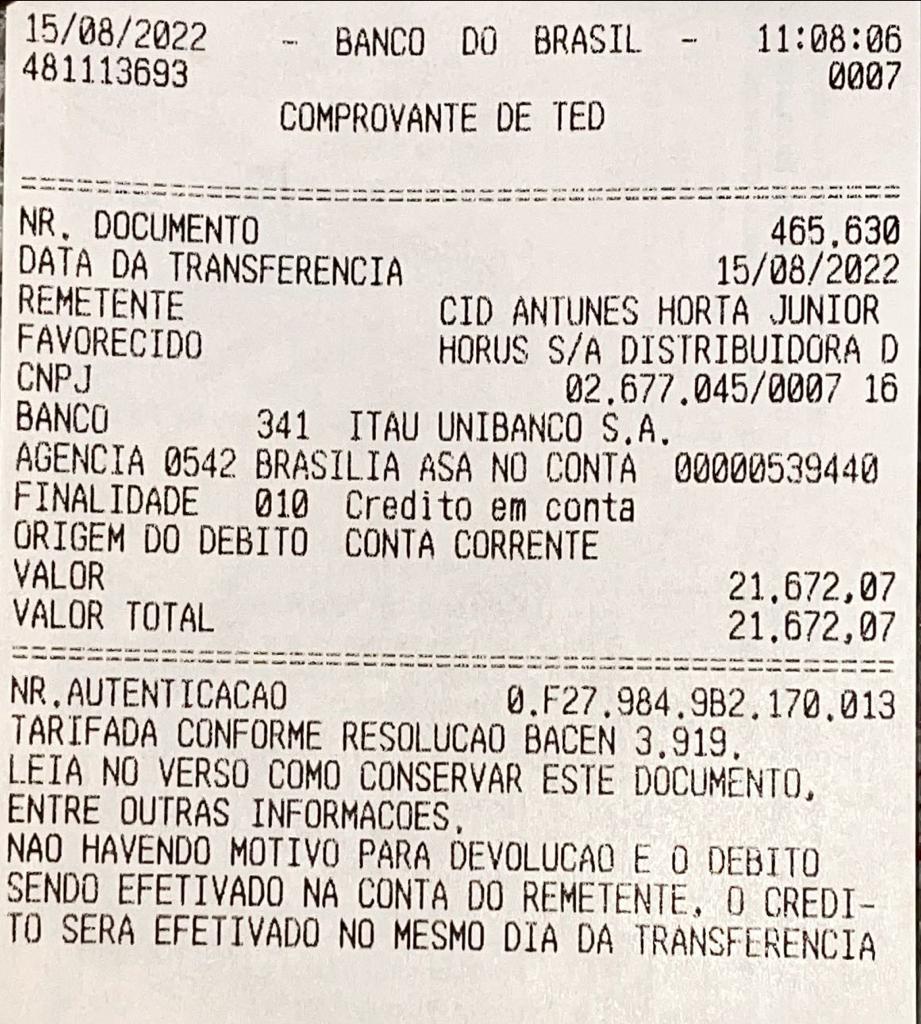 15/08/2022 - BANCO DO BRASIL - 11:08:06
481113693 0007
COMPROVANTE DE TED
NR. DOCUMENTO 465.630
DATA DA TRANSFERENCIA 15/08/2022
REMETENTE CID ANTUNES HORTA JUNIOR
FAVORECIDO HORUS S/A DISTRIBUIDORA D
CNPJ 02.677.045/0007 16
BANCO 341 ITAU UNIBANCO S.A.
AGENCIA 0542 BRASILIA ASA NO CONTA 00000539440
FINALIDADE 010 Credito em conta
ORIGEM DO DEBITO CONTA CORRENTE
VALOR 21.672,07
VALOR TOTAL 21.672,07
NR.AUTENTICACAO 0.F27.984.9B2.170.013
TARIFADA CONFORME RESOLUCAO BACEN 3.919.
LEIA NO VERSO COMO CONSERVAR ESTE DOCUMENTO,
ENTRE OUTRAS INFORMACOES.
NAO HAVENDO MOTIVO PARA DEVOLUCAO E O DEBITO
SENDO EFETIVADO NA CONTA DO REMETENTE, O CREDI-
TO SERA EFETIVADO NO MESMO DIA DA TRANSFERENCIA